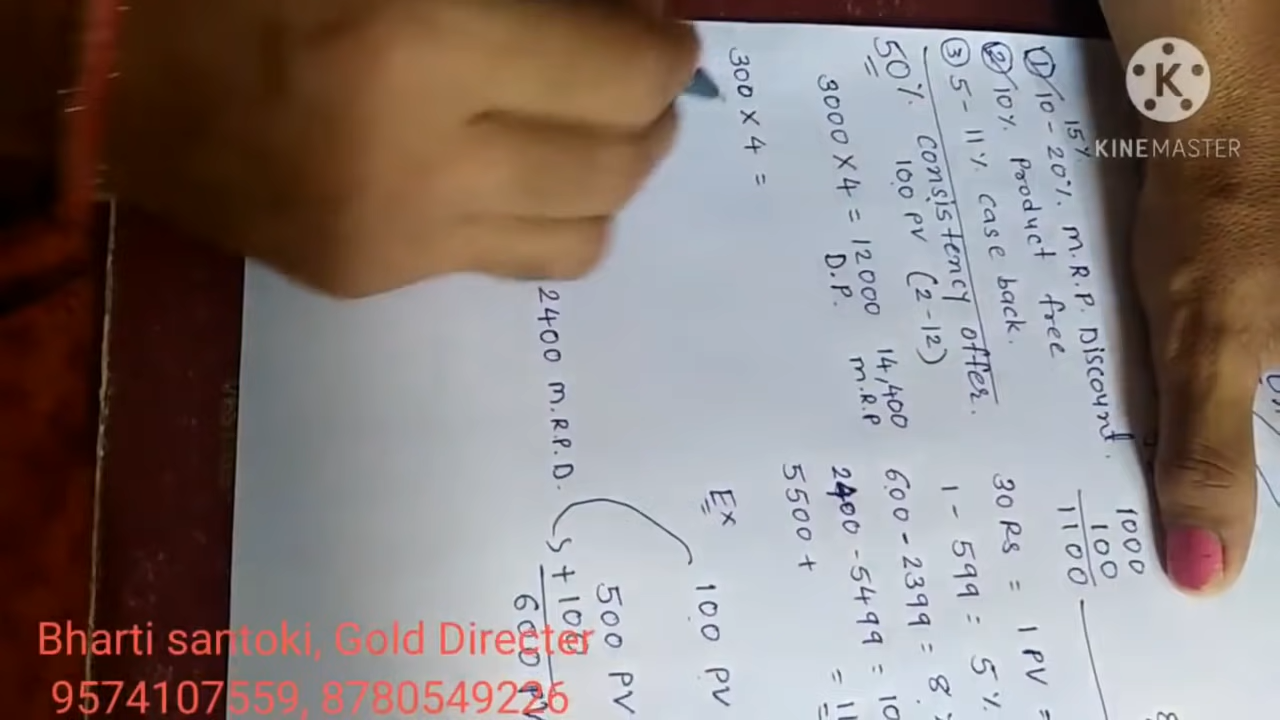 ① 10 - 20% M.R.P. Discount.
15%
② 10% Product free
③ 5 - 11% case back.
50% consistency offer.
100 PV (2-12)
3000 X 4 = 12000 14,400
D.P. M.R.P
300 X 4 =
2400 M.R.P.D.
1000
100
1100
30 RS = 1 PV =
1 - 599 = 5%
600 - 2399 = 8%
2400 - 5499 = 10
5500 + = 11
Ex 100 PV
500 PV
+ 100
600 PV
KINEMASTER
Bharti santoki, Gold Directer
9574107559, 8780549226